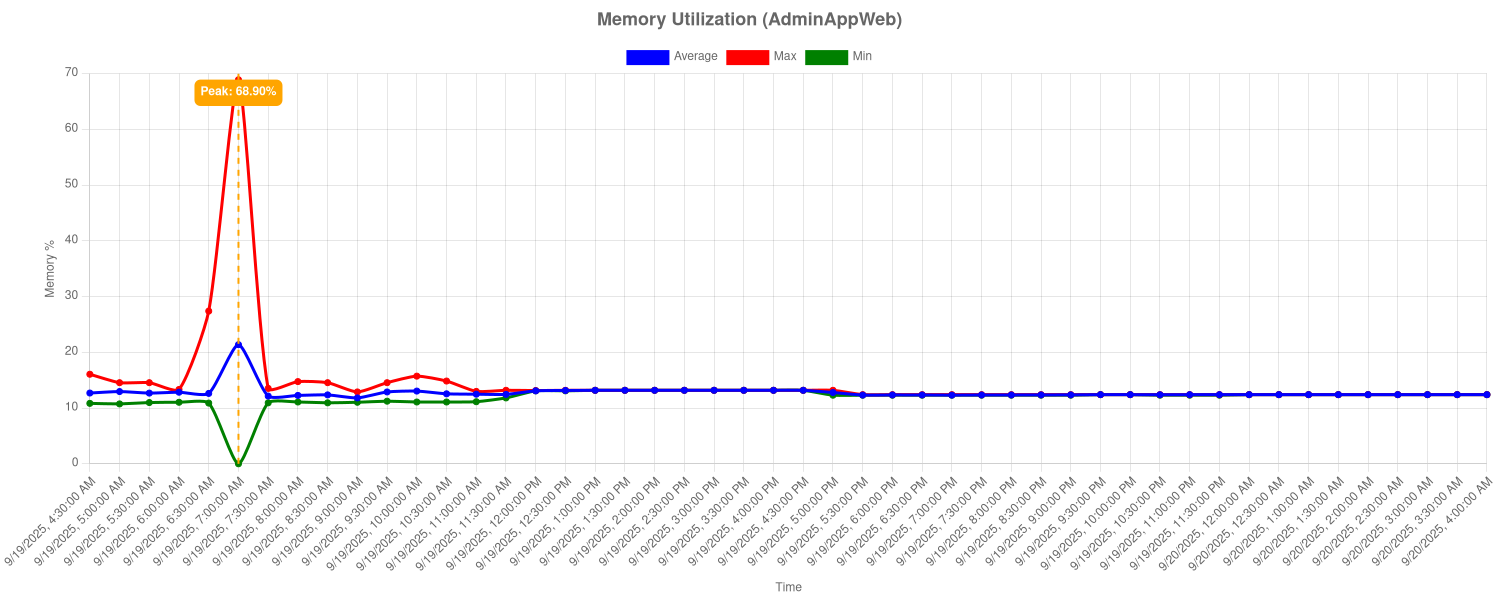 Memory Utilization (AdminAppWeb)
Average Max Min
70
Peak: 68.90%
60
50
40
30
20
10
0
Memory %
9/19/2025, 4:30:00 AM
9/19/2025, 5:00:00 AM
9/19/2025, 5:30:00 AM
9/19/2025, 6:00:00 AM
9/19/2025, 6:30:00 AM
9/19/2025, 7:00:00 AM
9/19/2025, 7:30:00 AM
9/19/2025, 8:00:00 AM
9/19/2025, 8:30:00 AM
9/19/2025, 9:00:00 AM
9/19/2025, 9:30:00 AM
9/19/2025, 10:00:00 AM
9/19/2025, 10:30:00 AM
9/19/2025, 11:00:00 AM
9/19/2025, 11:30:00 AM
9/19/2025, 12:00:00 PM
9/19/2025, 12:30:00 PM
9/19/2025, 1:00:00 PM
9/19/2025, 1:30:00 PM
9/19/2025, 2:00:00 PM
9/19/2025, 2:30:00 PM
9/19/2025, 3:00:00 PM
9/19/2025, 3:30:00 PM
9/19/2025, 4:00:00 PM
9/19/2025, 4:30:00 PM
9/19/2025, 5:00:00 PM
9/19/2025, 5:30:00 PM
9/19/2025, 6:00:00 PM
9/19/2025, 6:30:00 PM
9/19/2025, 7:00:00 PM
9/19/2025, 7:30:00 PM
9/19/2025, 8:00:00 PM
9/19/2025, 8:30:00 PM
9/19/2025, 9:00:00 PM
9/19/2025, 9:30:00 PM
9/19/2025, 10:00:00 PM
9/19/2025, 10:30:00 PM
9/19/2025, 11:00:00 PM
9/19/2025, 11:30:00 PM
9/20/2025, 12:00:00 AM
9/20/2025, 12:30:00 AM
9/20/2025, 1:00:00 AM
9/20/2025, 1:30:00 AM
9/20/2025, 2:00:00 AM
9/20/2025, 2:30:00 AM
9/20/2025, 3:00:00 AM
9/20/2025, 3:30:00 AM
9/20/2025, 4:00:00 AM
Time